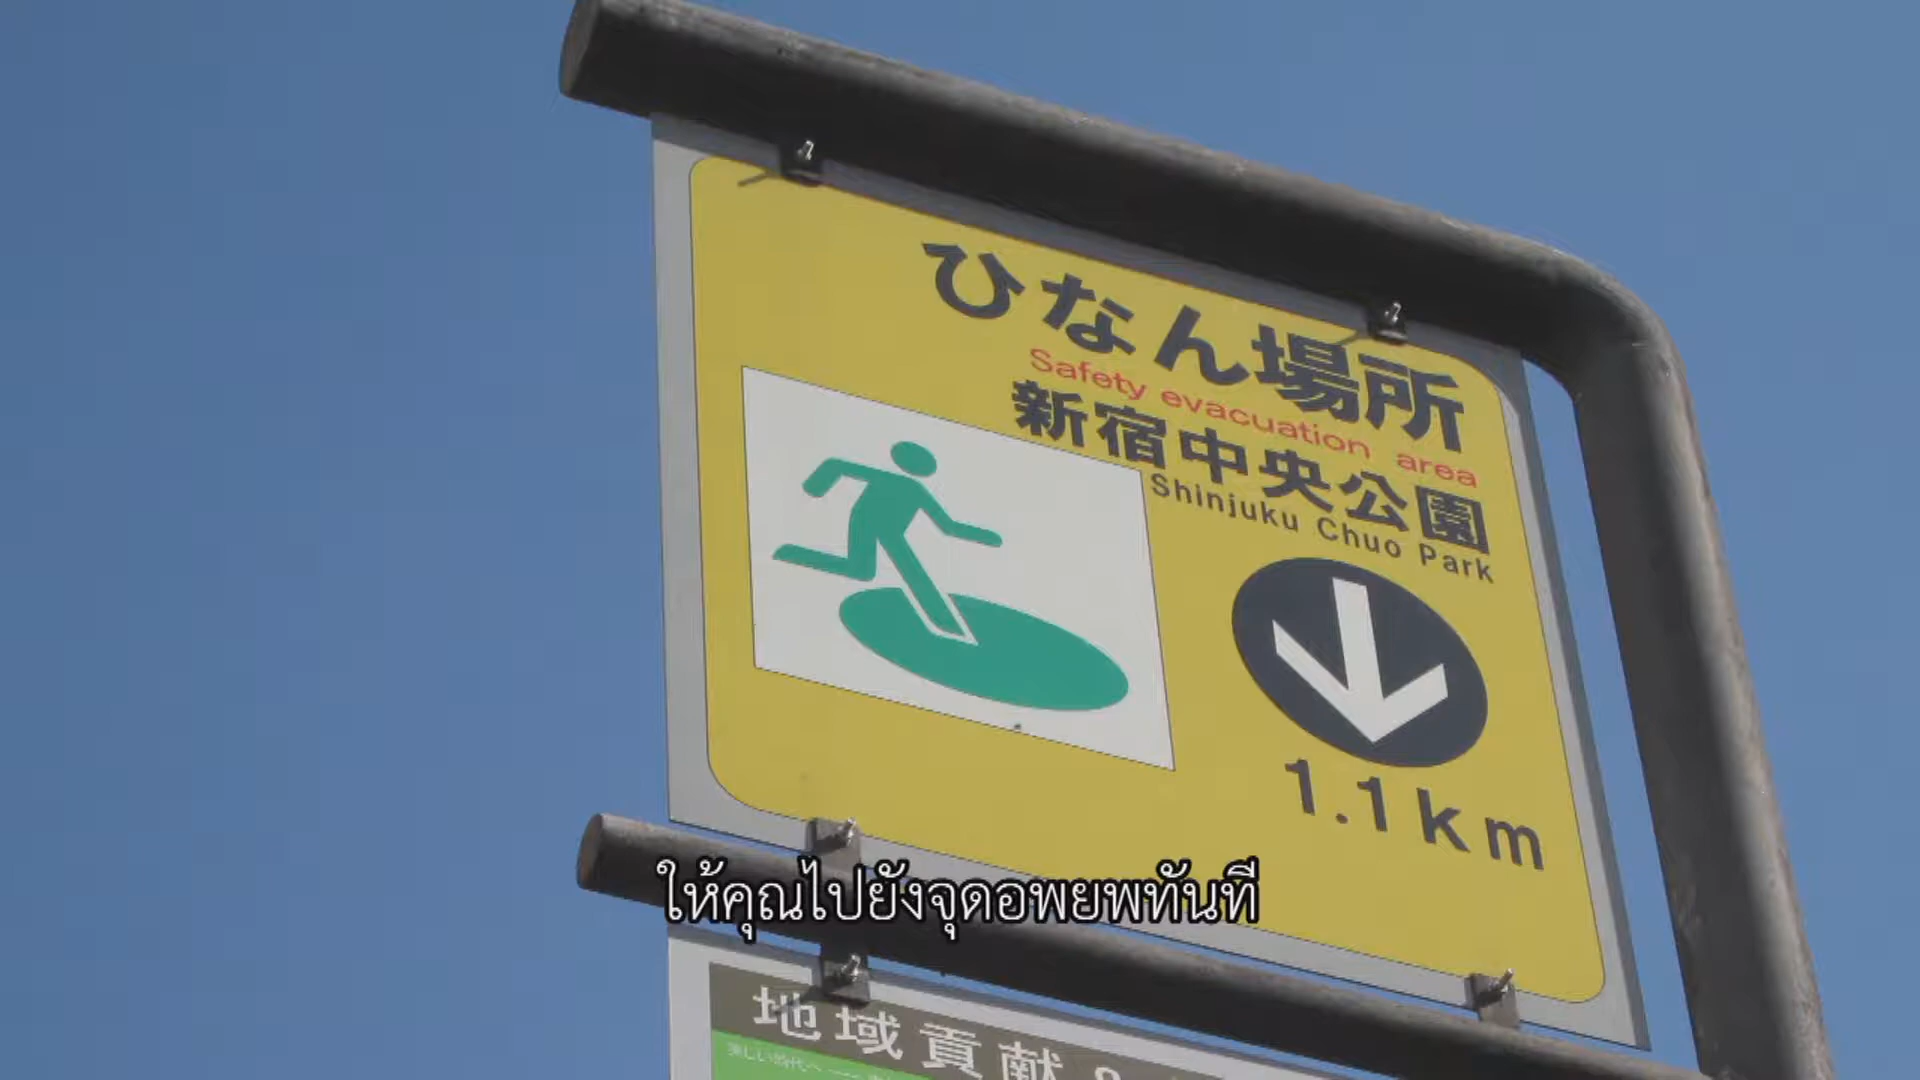 ひなん場所
Safety evacuation area
新宿中央公園
Shinjuku Chuo Park
1.1km
ให้คุณไปยังจุดอพยพทันที
地域貢献